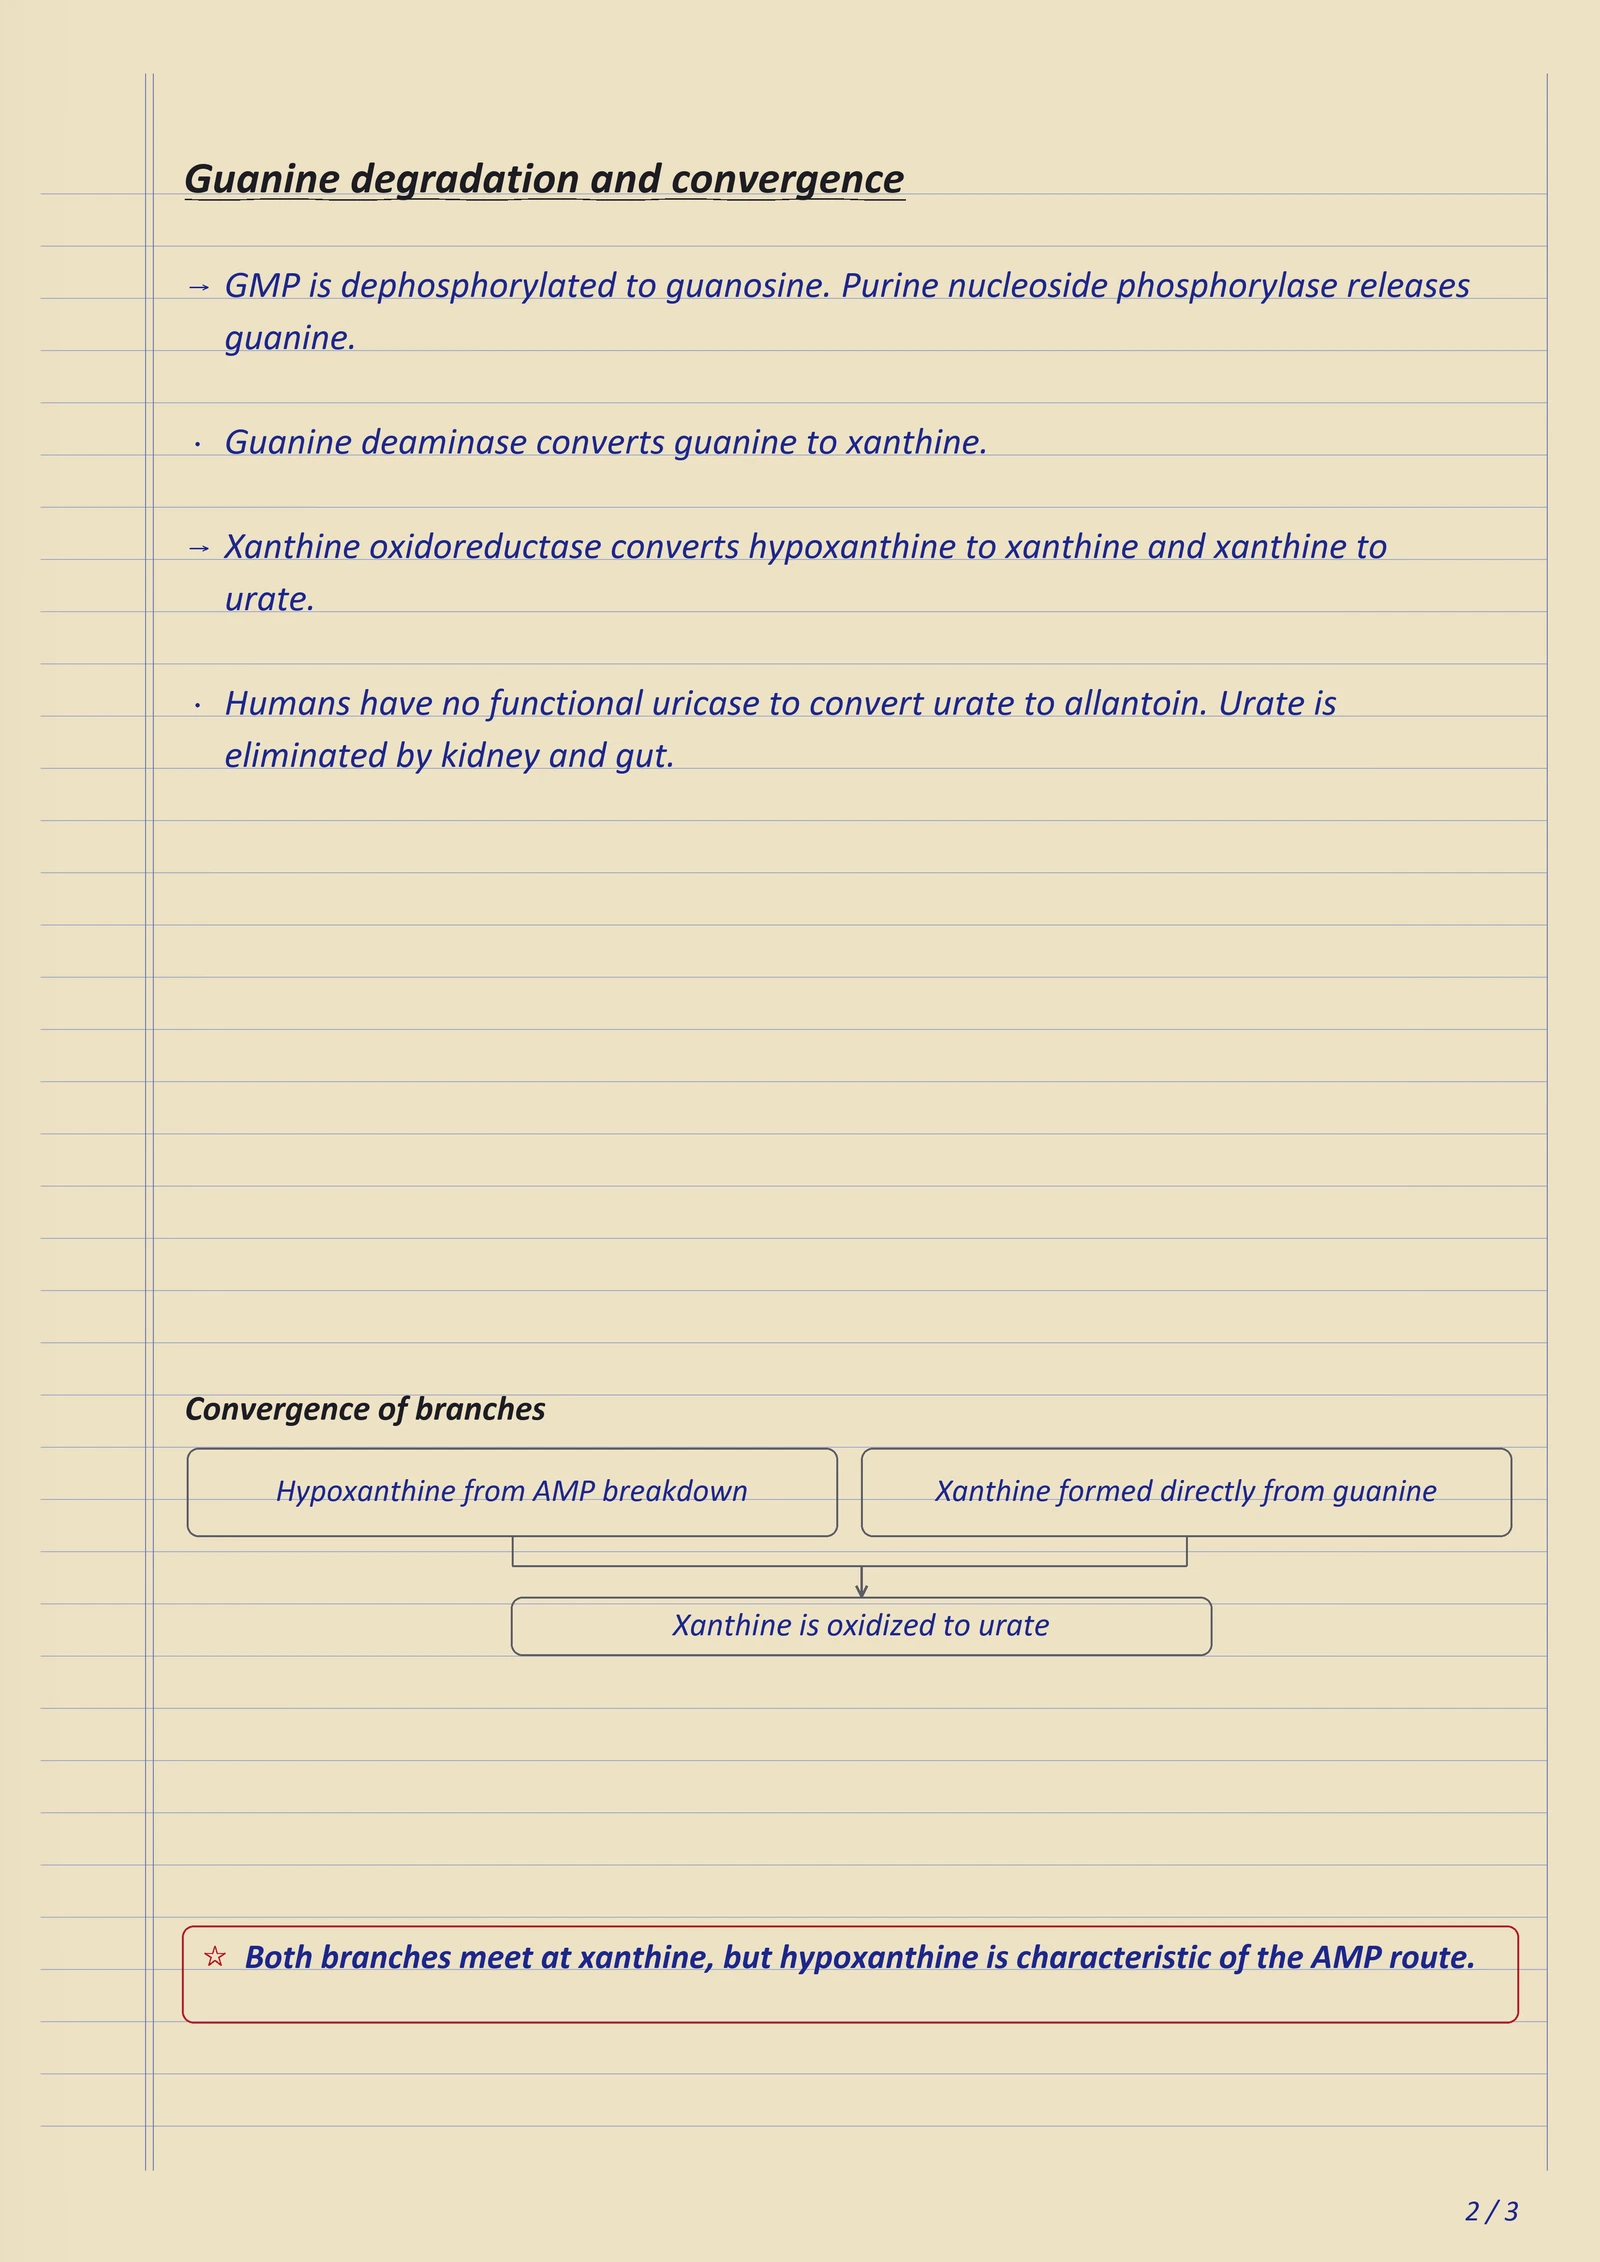 Guanine degradation and convergence
→ GMP is dephosphorylated to guanosine. Purine nucleoside phosphorylase releases
guanine.
· Guanine deaminase converts guanine to xanthine.
→ Xanthine oxidoreductase converts hypoxanthine to xanthine and xanthine to
urate.
· Humans have no functional uricase to convert urate to allantoin. Urate is
eliminated by kidney and gut.
Convergence of branches
Hypoxanthine from AMP breakdown
Xanthine formed directly from guanine
Xanthine is oxidized to urate
☆ Both branches meet at xanthine, but hypoxanthine is characteristic of the AMP route.
2 / 3